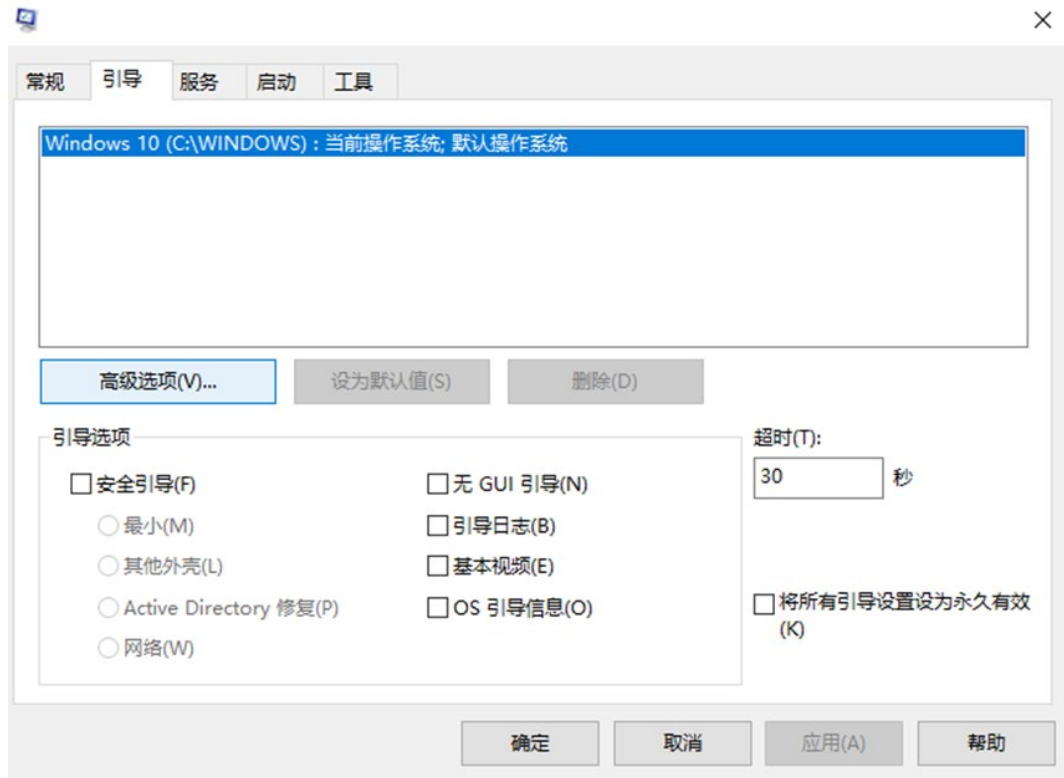 常规 引导 服务 启动 工具
Windows 10 (C:\WINDOWS) : 当前操作系统; 默认操作系统
高级选项(V)... 设为默认值(S) 删除(D)
引导选项
超时(T):
安全引导(F) 无 GUI 引导(N)
30 秒
最小(M) 引导日志(B)
其他外壳(L) 基本视频(E)
Active Directory 修复(P) OS 引导信息(O)
将所有引导设置设为永久有效
(K)
网络(W)
确定 取消 应用(A) 帮助